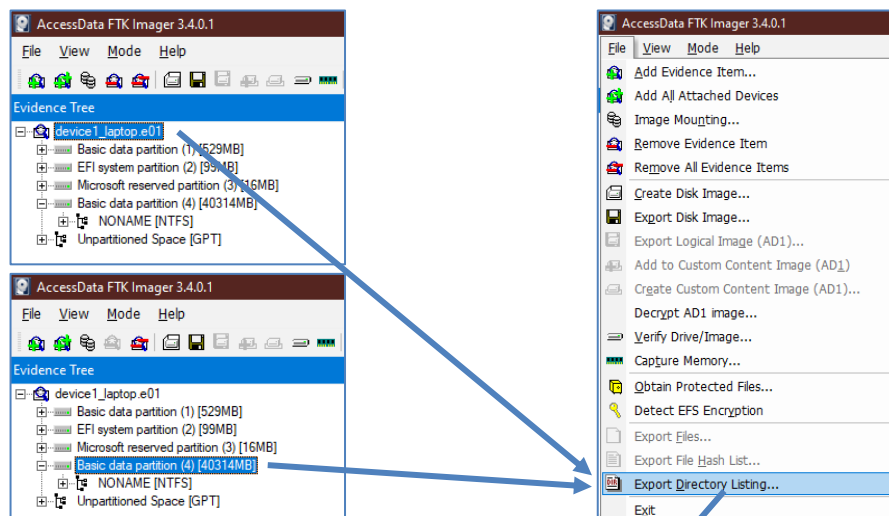 AccessData FTK Imager 3.4.0.1
File View Mode Help
Evidence Tree
device1_laptop.e01
Basic data partition (1) [529MB]
EFI system partition (2) [99MB]
Microsoft reserved partition (3) [16MB]
Basic data partition (4) [40314MB]
NONAME [NTFS]
Unpartitioned Space [GPT]
AccessData FTK Imager 3.4.0.1
File View Mode Help
Evidence Tree
device1_laptop.e01
Basic data partition (1) [529MB]
EFI system partition (2) [99MB]
Microsoft reserved partition (3) [16MB]
Basic data partition (4) [40314MB]
NONAME [NTFS]
Unpartitioned Space [GPT]
AccessData FTK Imager 3.4.0.1
File View Mode Help
Add Evidence Item...
Add All Attached Devices
Image Mounting...
Remove Evidence Item
Remove All Evidence Items
Create Disk Image...
Export Disk Image...
Export Logical Image (AD1)...
Add to Custom Content Image (AD1)
Create Custom Content Image (AD1)...
Decrypt AD1 image...
Verify Drive/Image...
Capture Memory...
Obtain Protected Files...
Detect EFS Encryption
Export Files...
Export File Hash List...
Export Directory Listing...
Exit